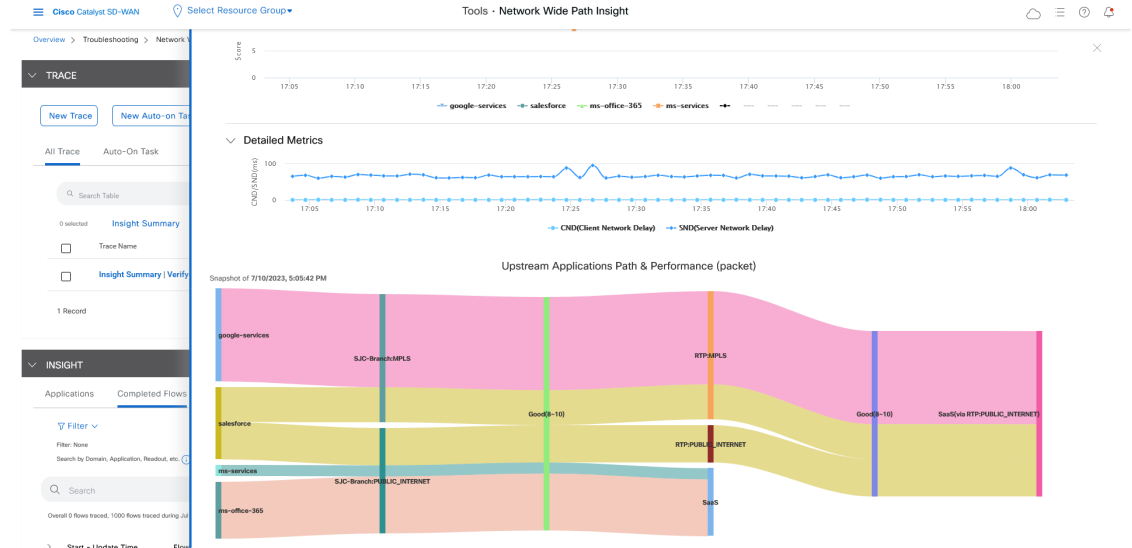 Cisco Catalyst SD-WAN
Select Resource Group▾
Tools · Network Wide Path Insight
Overview > Troubleshooting > Network
TRACE
New Trace
New Auto-on
All Trace
Auto-On Task
Search Table
0 selected
Insight Summary
Trace Name
Insight Summary | Verify
1 Record
INSIGHT
Applications
Completed Flows
Filter
Filter: None
Search by Domain, Application, Readout, etc.
Search
Overall 0 flows traced, 1000 flows traced during
Start - Update Time
Score
5
0
17:05 17:10 17:15 17:20 17:25 17:30 17:35 17:40 17:45 17:50 17:55 18:00
google-services salesforce ms-office-365 ms-services
Detailed Metrics
CND/SND(ms)
100
0
17:05 17:10 17:15 17:20 17:25 17:30 17:35 17:40 17:45 17:50 17:55 18:00
CND(Client Network Delay) SND(Server Network Delay)
Upstream Applications Path & Performance (packet)
Snapshot of 7/10/2023, 5:05:42 PM
google-services
SJC-Branch:MPLS
RTP:MPLS
Good(8-10)
Good(8-10)
SaaS(via RTP:PUBLIC_INTERNET)
salesforce
RTP:PUBLIC_INTERNET
ms-services
SJC-Branch:PUBLIC_INTERNET
SaaS
ms-office-365